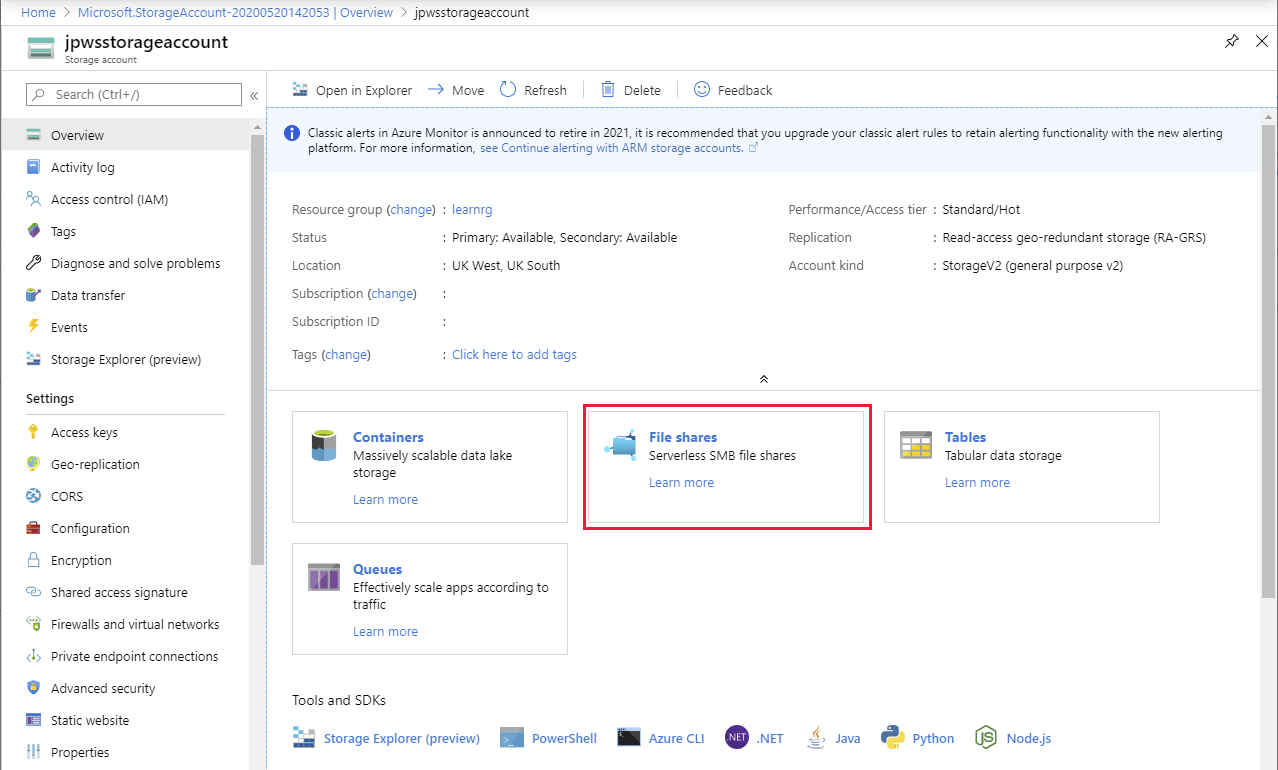 Home > Microsoft.StorageAccount-20200520142053 | Overview > jpwsstorageaccount
jpwsstorageaccount
Storage account
Search (Ctrl+/)
«
Overview
Activity log
Access control (IAM)
Tags
Diagnose and solve problems
Data transfer
Events
Storage Explorer (preview)
Settings
Access keys
Geo-replication
CORS
Configuration
Encryption
Shared access signature
Firewalls and virtual networks
Private endpoint connections
Advanced security
Static website
Properties
Open in Explorer Move Refresh Delete Feedback
Classic alerts in Azure Monitor is announced to retire in 2021, it is recommended that you upgrade your classic alert rules to retain alerting functionality with the new alerting
platform. For more information, see Continue alerting with ARM storage accounts.
Resource group (change) : learnrg
Status : Primary: Available, Secondary: Available
Location : UK West, UK South
Subscription (change) :
Subscription ID :
Tags (change) : Click here to add tags
Performance/Access tier : Standard/Hot
Replication : Read-access geo-redundant storage (RA-GRS)
Account kind : StorageV2 (general purpose v2)
Containers
Massively scalable data lake
storage
Learn more
File shares
Serverless SMB file shares
Learn more
Tables
Tabular data storage
Learn more
Queues
Effectively scale apps according to
traffic
Learn more
Tools and SDKs
Storage Explorer (preview) PowerShell Azure CLI NET .NET Java Python JS Node.js